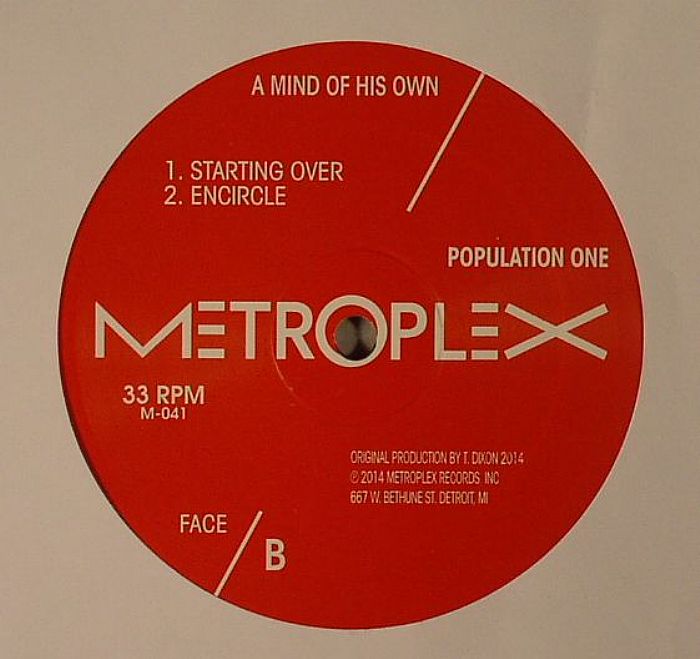 A MIND OF HIS OWN
1. STARTING OVER
2. ENCIRCLE
POPULATION ONE
METROPLEX
33 RPM
M-041
ORIGINAL PRODUCTION BY T. DIXON 2014
℗ 2014 METROPLEX RECORDS INC
667 W. BETHUNE ST. DETROIT, MI
FACE
B